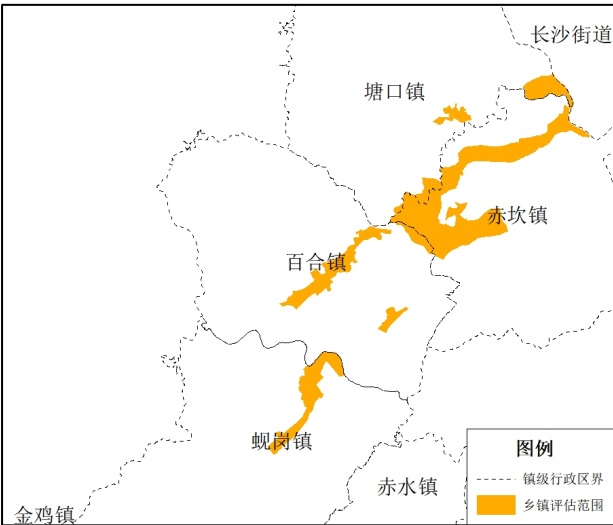 长沙街道
塘口镇
赤坎镇
百合镇
蚬岗镇
赤水镇
金鸡镇
图例
镇级行政区界
乡镇评估范围